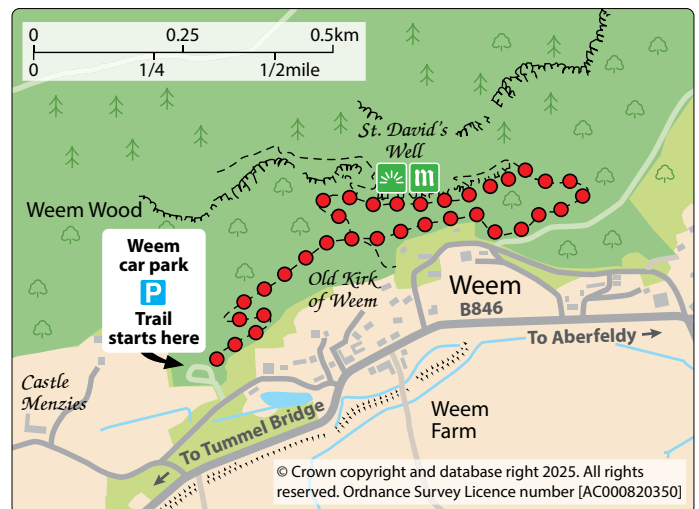 0 0.25 0.5km
0 1/4 1/2mile
St. David's
Well
m
Weem Wood
Weem
car park
P
Trail
starts here
Old Kirk
of Weem
Weem
B846
To Aberfeldy
Castle
Menzies
To Tummel Bridge
Weem
Farm
© Crown copyright and database right 2025. All rights
reserved. Ordnance Survey Licence number [AC000820350]